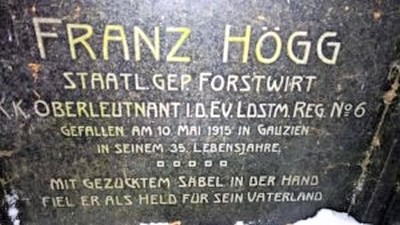 FRANZ HÖGG
STAATL. GEP. FORSTWIRT
K.K. OBERLEUTNANT I.D. EV. LDSTM. REG. No 6
GEFALLEN AM 10. MAI 1915 IN GALIZIEN
IN SEINEM 35. LEBENSJAHRE.
MIT GEZÜCKTEM SÄBEL IN DER HAND
FIEL ER ALS HELD FÜR SEIN VATERLAND